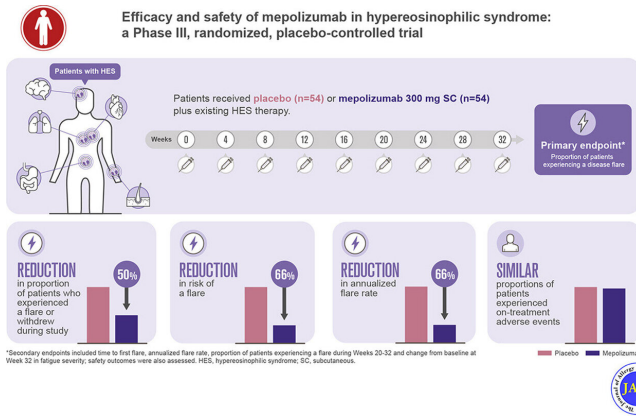 Efficacy and safety of mepolizumab in hypereosinophilic syndrome:
a Phase III, randomized, placebo-controlled trial
Patients with HES
Patients received placebo (n=54) or mepolizumab 300 mg SC (n=54)
plus existing HES therapy.
Weeks 0 4 8 12 16 20 24 28 32
Primary endpoint*
Proportion of patients
experiencing a disease flare
REDUCTION
in proportion
of patients who
experienced
a flare or
withdrew
during study
50%
REDUCTION
in risk of
a flare
66%
REDUCTION
in annualized
flare rate
66%
SIMILAR
proportions of
patients
experienced
on-treatment
adverse events
*Secondary endpoints included time to first flare, annualized flare rate, proportion of patients experiencing a flare during Weeks 20-32 and change from baseline at
Week 32 in fatigue severity; safety outcomes were also assessed. HES, hypereosinophilic syndrome; SC, subcutaneous.
Placebo Mepolizuma
The Journal of Allergy
JA